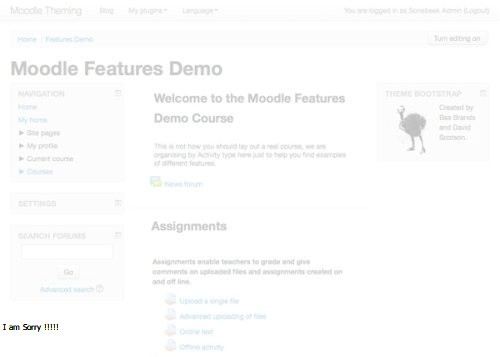 Moodle Theming Blog My plugins Language You are logged in as Sonsbeek Admin (Logout)
Home Features Demo Turn editing on
Moodle Features Demo
NAVIGATION
Home
My home
Site pages
My profile
Current course
Courses
SETTINGS
SEARCH FORUMS
Go
Advanced search
Welcome to the Moodle Features
Demo Course
This is not how you should lay out a real course, we are
organising by Activity type here just to help you find examples
of different features.
News forum
Assignments
Assignments enable teachers to grade and give
comments on uploaded files and assignments created on
and off line.
Upload a single file
Advanced uploading of files
Online text
Offline activity
THEME BOOTSTRAP
Created by
Bas Brands
and David
Scotson.
I am Sorry !!!!!